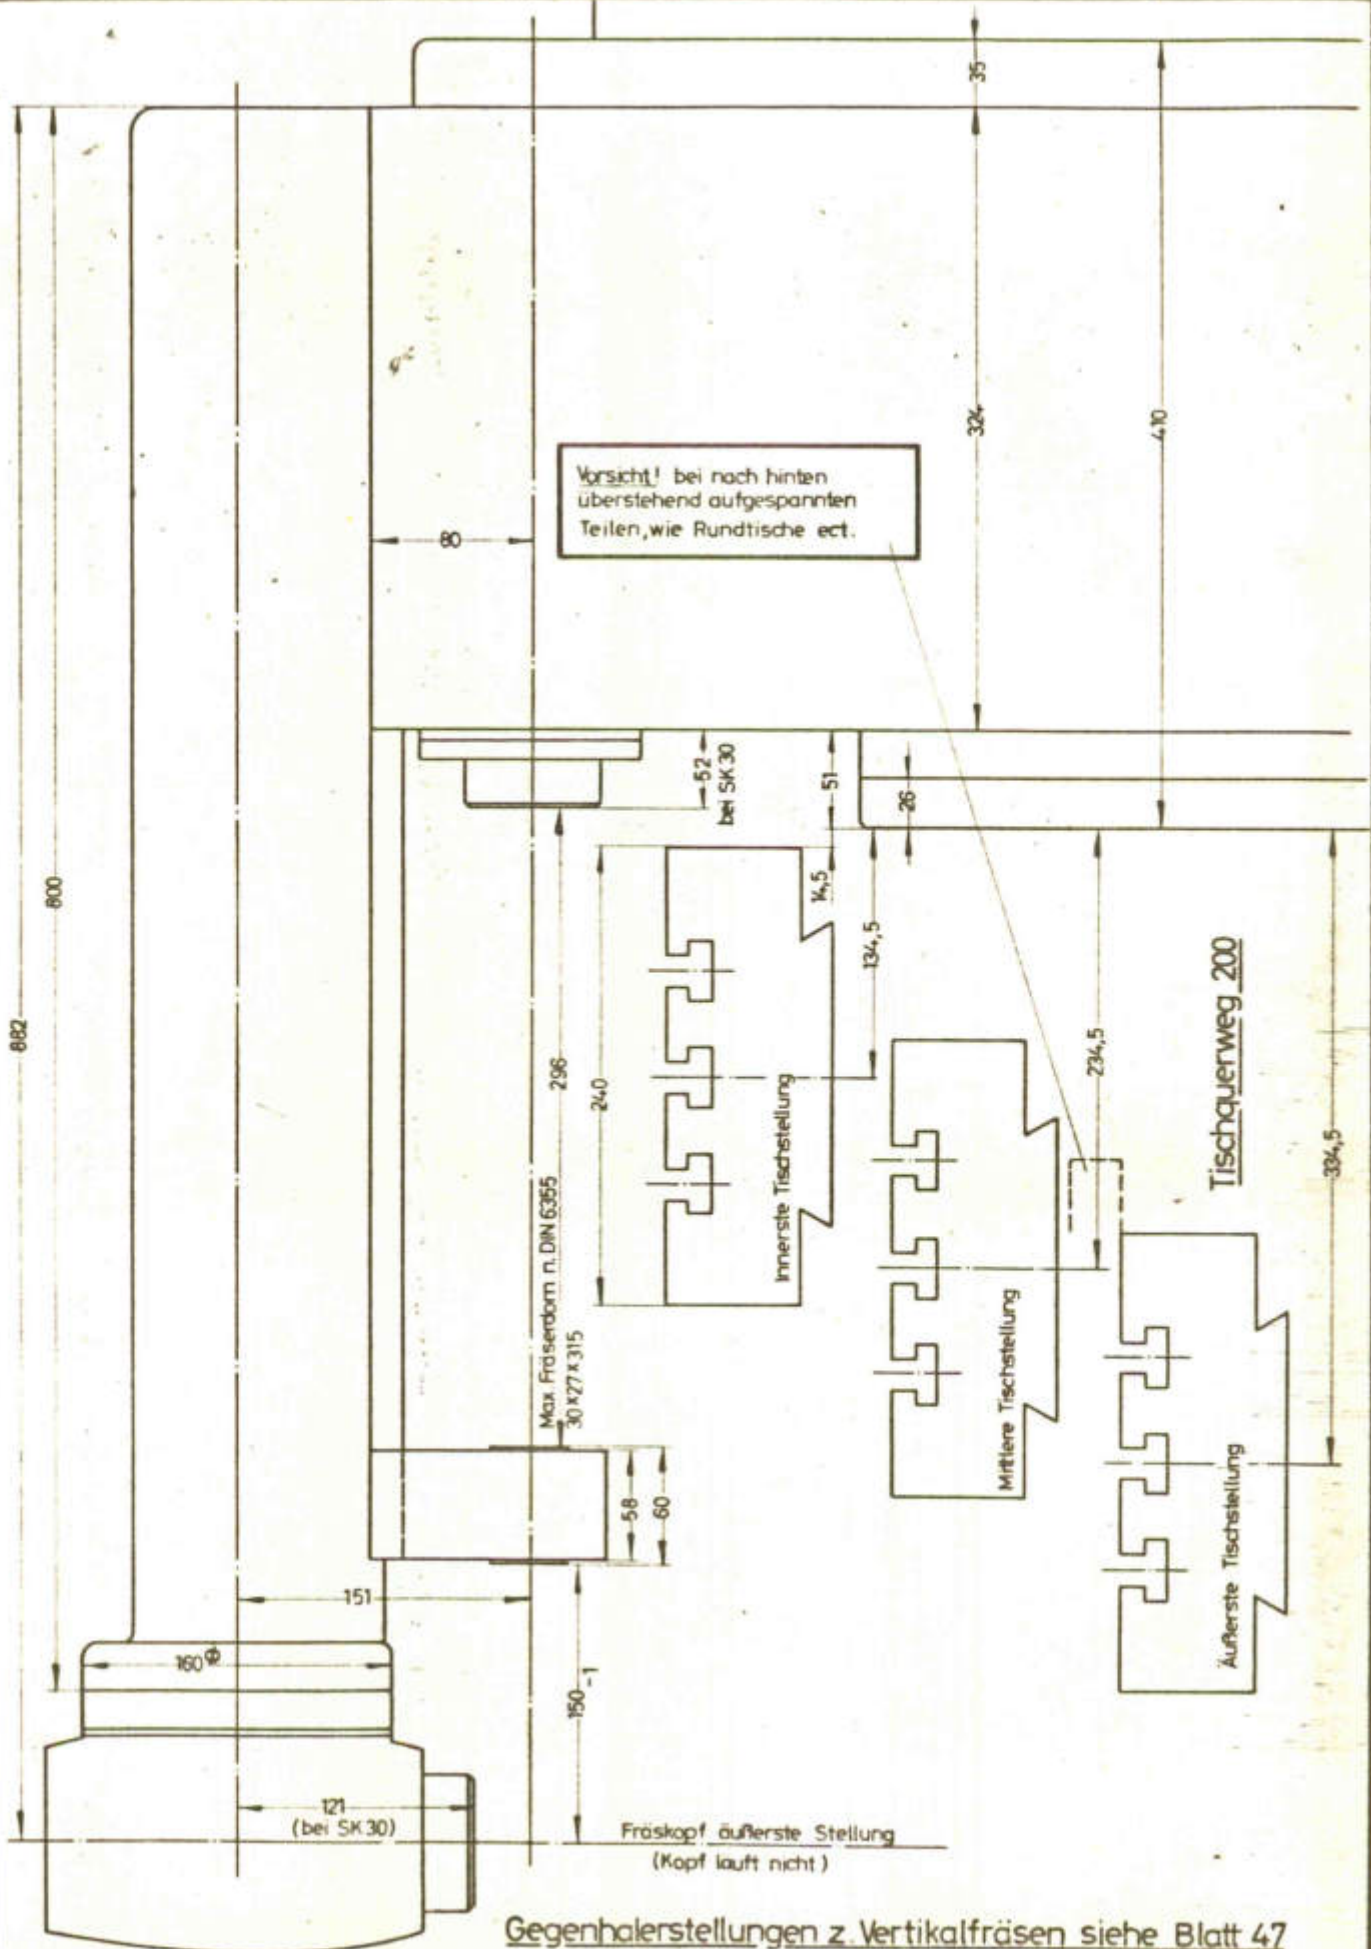 35
324
410
Vorsicht! bei nach hinten
überstehend aufgespannten
Teilen, wie Rundtische ect.
80
52
bei SK 30
51
26
14,5
134,5
800
882
296
240
Innerste Tischstellung
234,5
Tischquerweg 200
334,5
Max. Fräserdorn n. DIN 6355
30 x 27 x 315
Mittlere Tischstellung
58
60
Äußerste Tischstellung
151
160
150 -1
121
(bei SK 30)
Fräskopf äußerste Stellung
(Kopf lauft nicht)
Gegenhalerstellungen z. Vertikalfräsen siehe Blatt 47